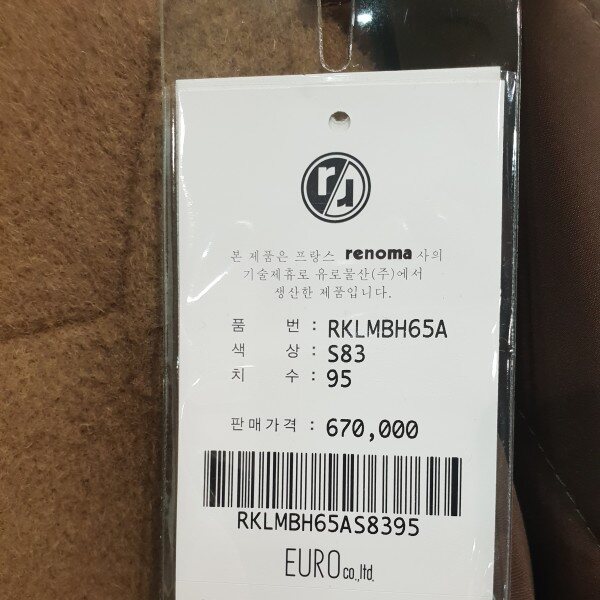 본 제품은 프랑스 renoma 사의
기술제휴로 유로물산(주)에서
생산한 제품입니다.
품 번 : RKLMBH65A
색 상 : S83
치 수 : 95
판매가격 : 670,000
RKLMBH65AS8395
EURO co.,ltd.